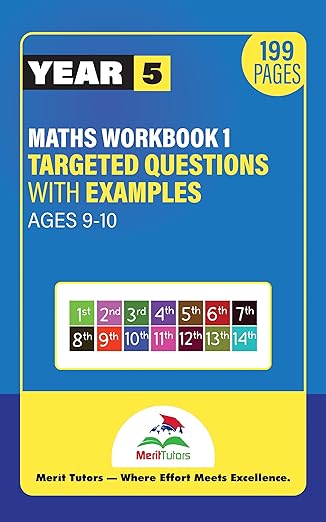 YEAR 5
199
PAGES
MATHS WORKBOOK 1
TARGETED QUESTIONS
WITH EXAMPLES
AGES 9-10
1st 2nd 3rd 4th 5th 6th 7th
8th 9th 10th 11th 12th 13th 14th
MeritTutors
Merit Tutors — Where Effort Meets Excellence.